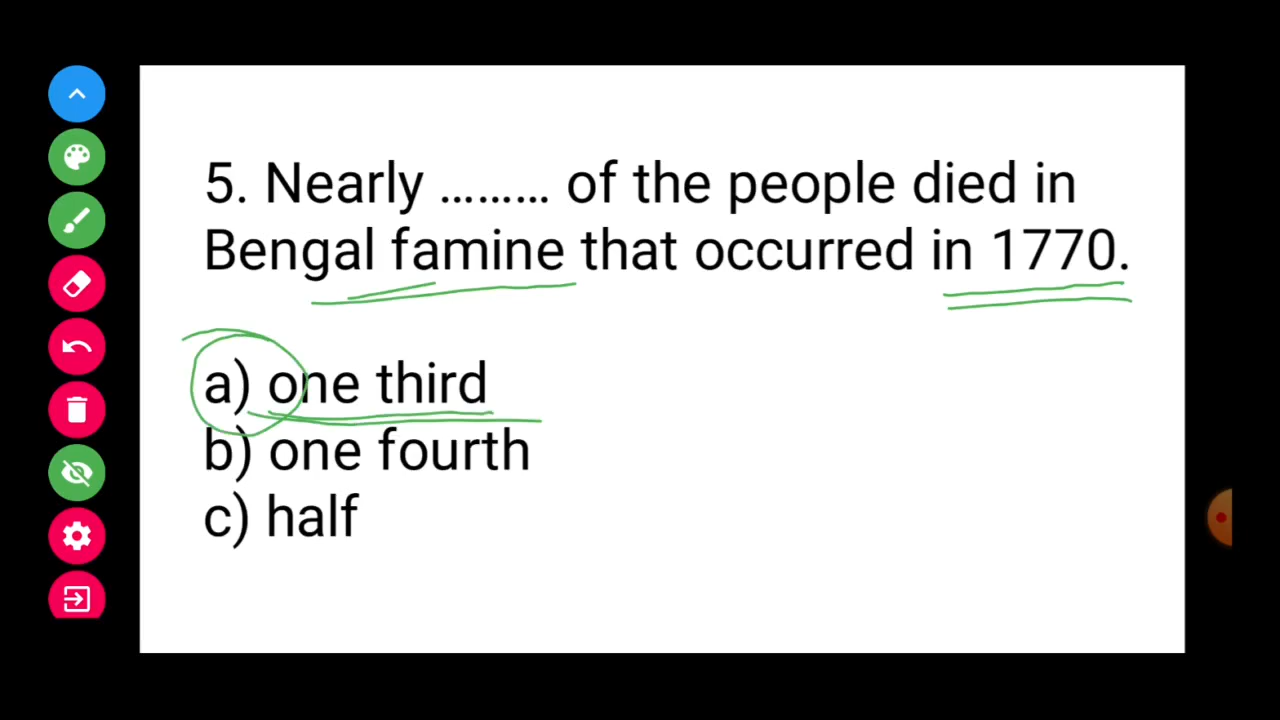 5. Nearly ......... of the people died in
Bengal famine that occurred in 1770.
a) one third
b) one fourth
c) half